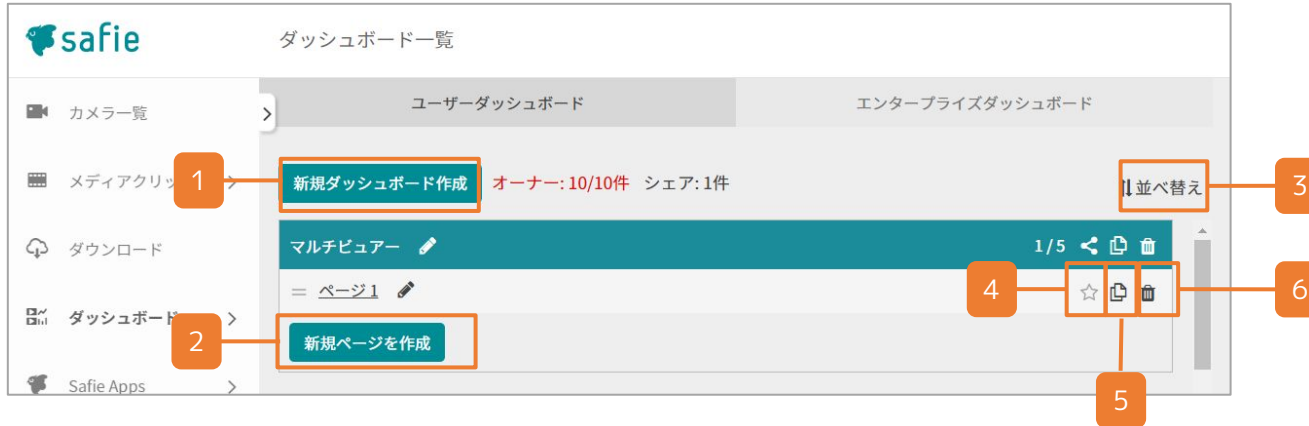 safie
ダッシュボード一覧
カメラ一覧
ユーザーダッシュボード
エンタープライズダッシュボード
メディアクリッ
1
新規ダッシュボード作成
オーナー: 10/10件 シェア: 1件
並べ替え
3
ダウンロード
マルチビュアー
1/5
ページ 1
4
6
ダッシュボード
2
新規ページを作成
Safie Apps
5